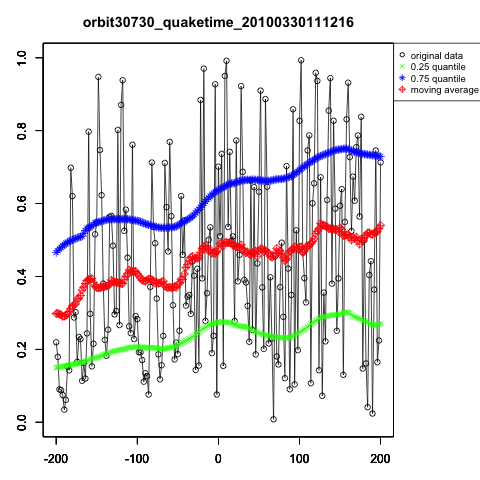 orbit30730_quaketime_20100330111216
original data
0.25 quantile
0.75 quantile
moving average
1.0
0.8
0.6
0.4
0.2
0.0
-200
-100
0
100
200